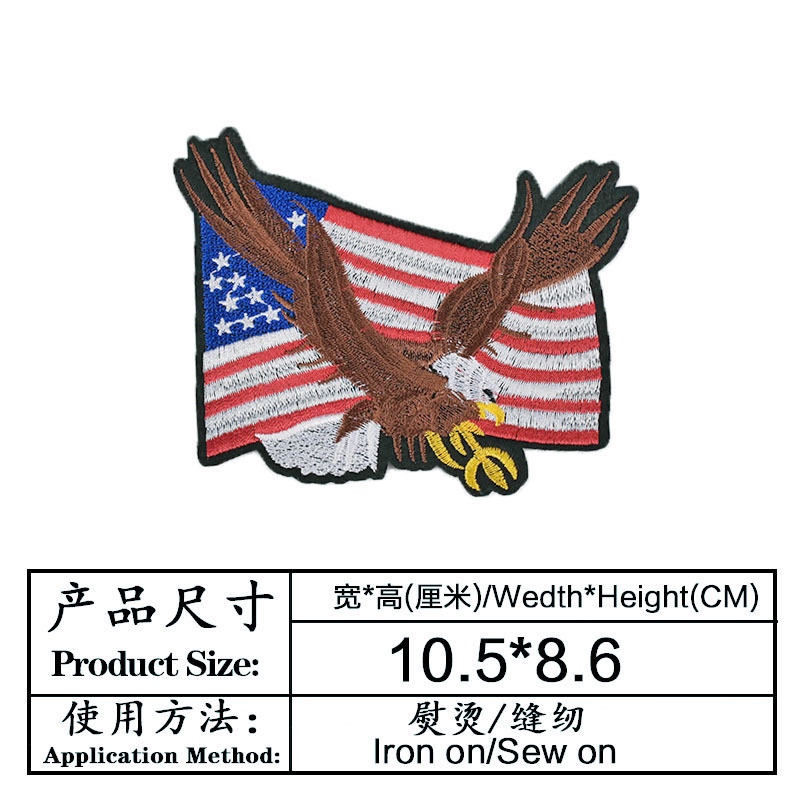 产品尺寸
Product Size:
宽*高(厘米)/Wedth*Height(CM)
10.5*8.6
使用方法：
Application Method:
熨烫/缝纫
Iron on/Sew on